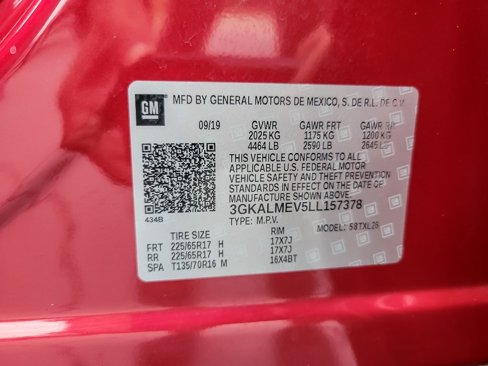 GM
MFD BY GENERAL MOTORS DE MEXICO, S. DE R.L. DE C.V.
09/19 GVWR GAWR FRT GAWR RR
2025 KG 1175 KG 1200 KG
4464 LB 2590 LB 2645 LB
THIS VEHICLE CONFORMS TO ALL
APPLICABLE U.S. FEDERAL MOTOR
VEHICLE SAFETY AND THEFT PREVENTION
STANDARDS IN EFFECT ON THE DATE OF
MANUFACTURE SHOWN ABOVE.
3GKALMEV5LL157378
434B TYPE: M.P.V. MODEL: 58TXL26
TIRE SIZE RIM
FRT 225/65R17 H 17X7J
RR 225/65R17 H 17X7J
SPA T135/70R16 M 16X4BT